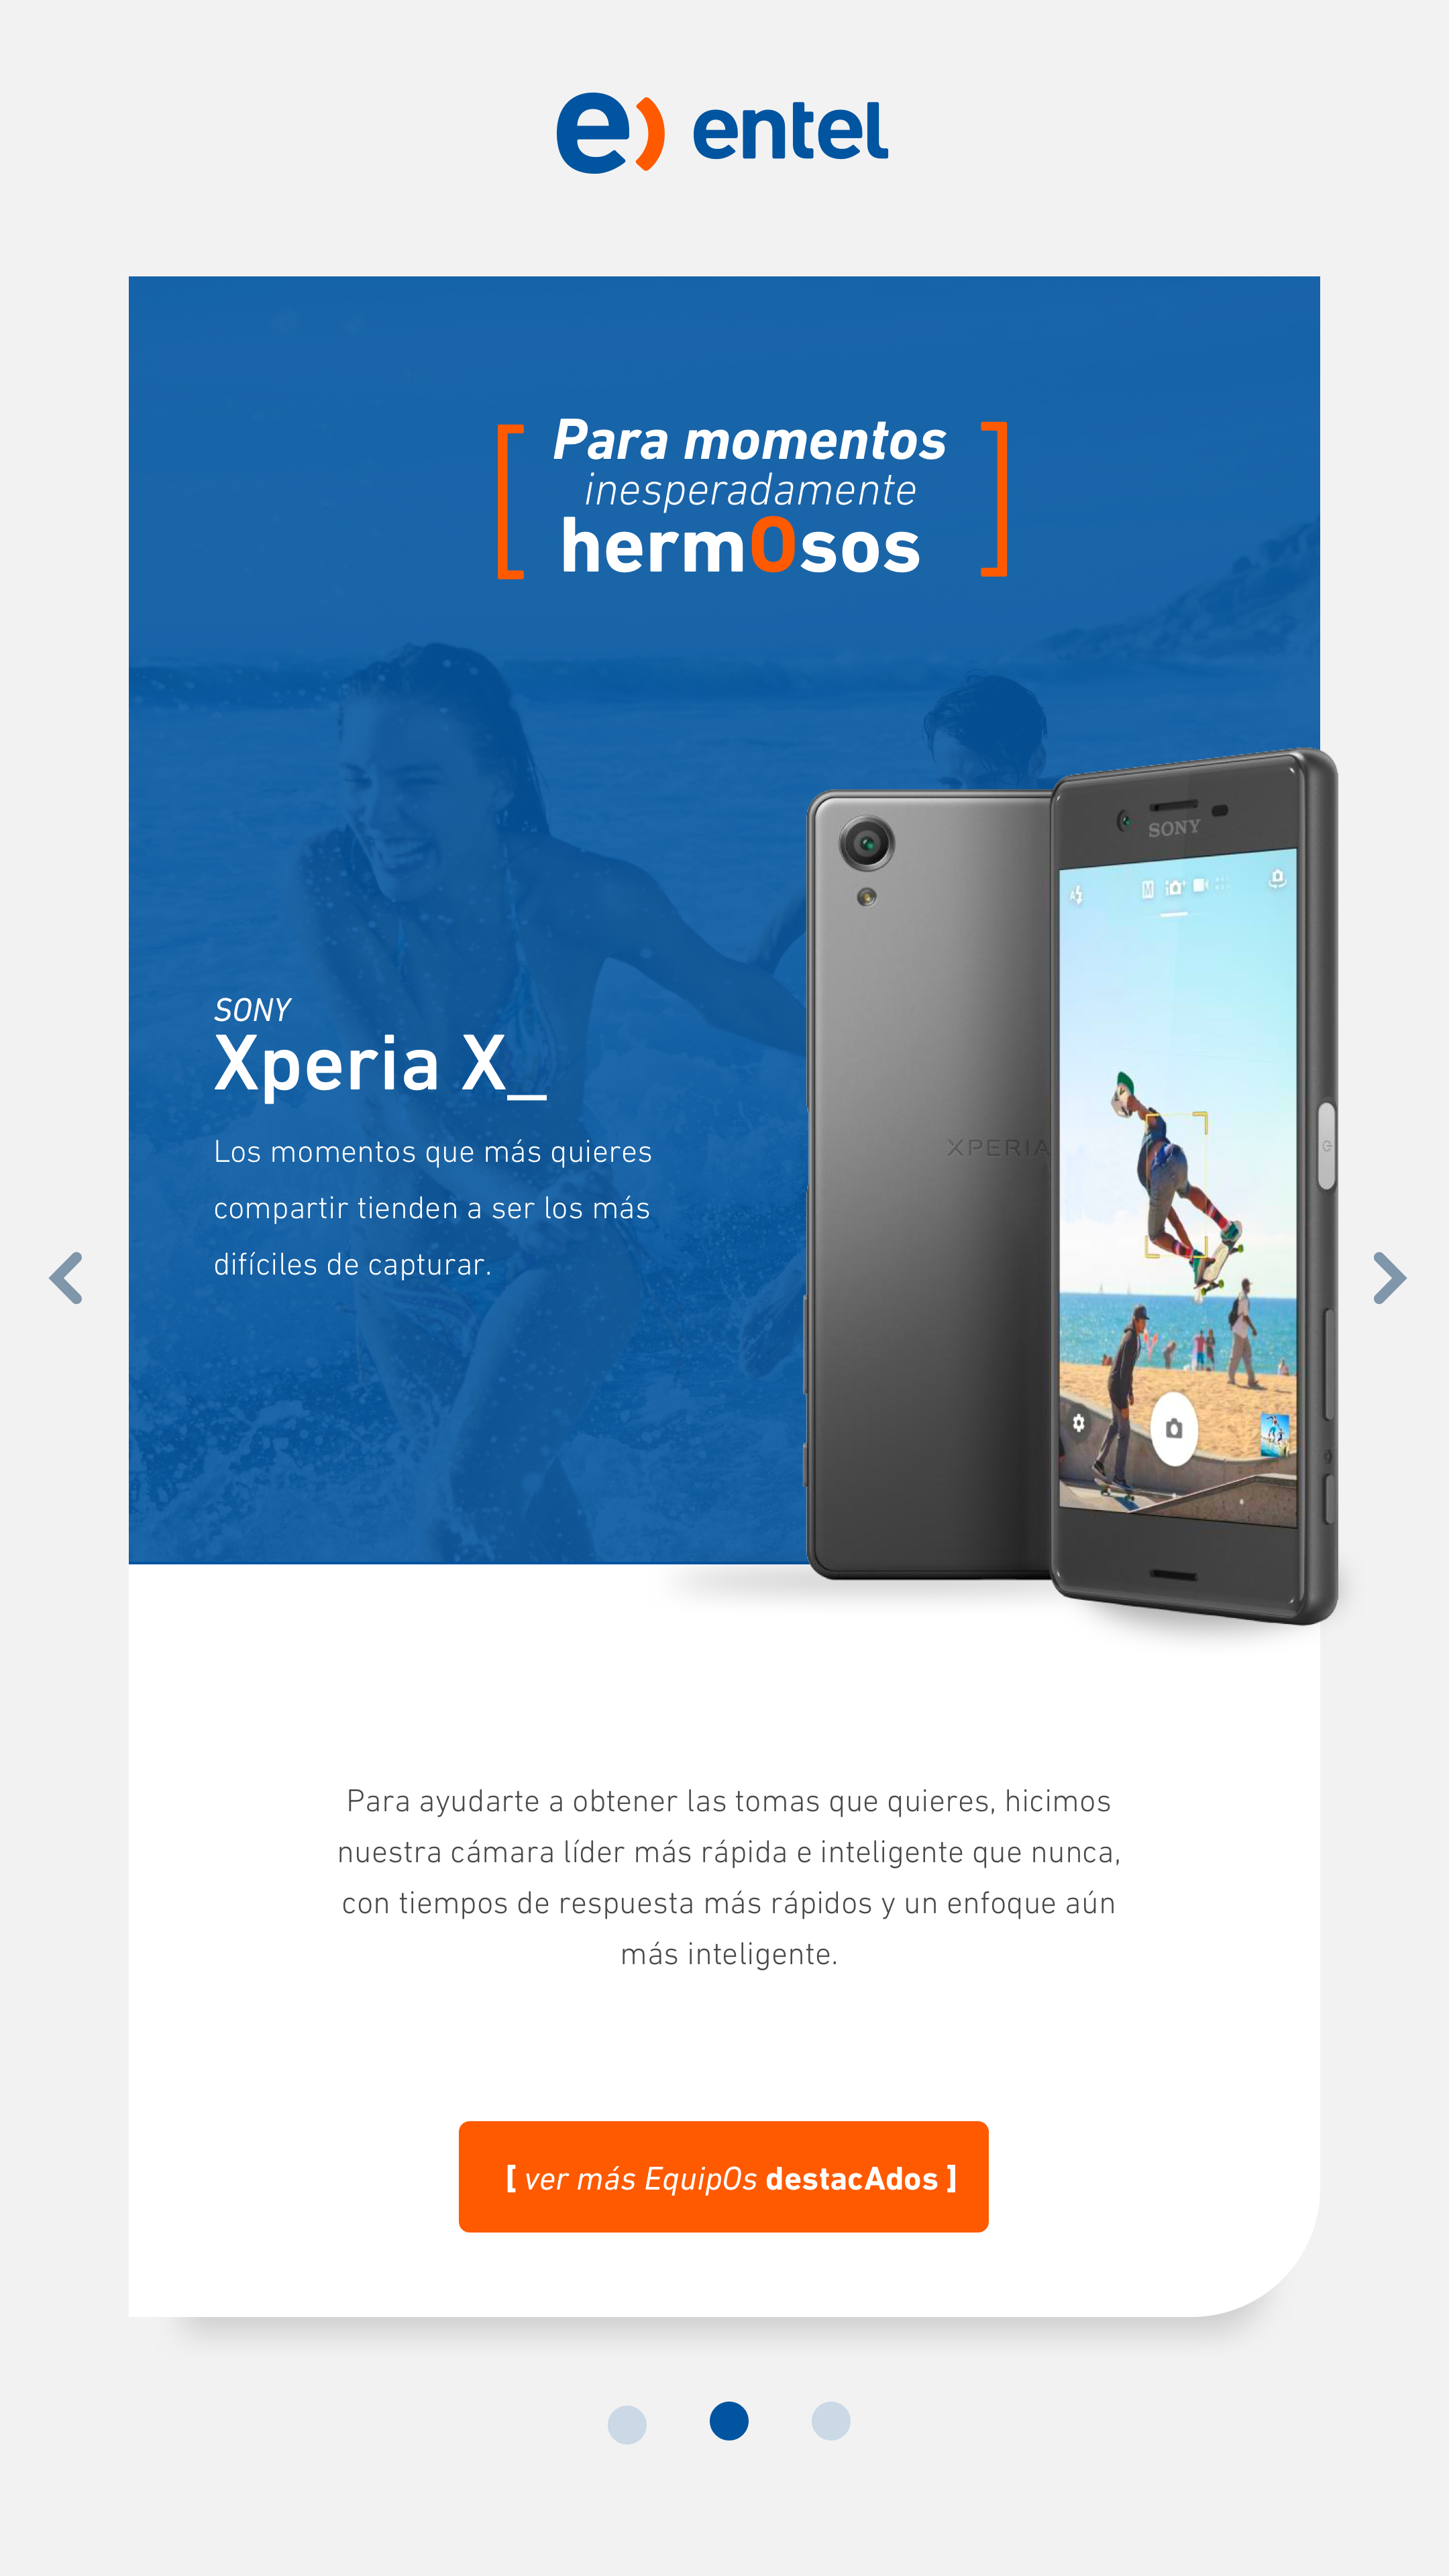 e) entel
[ Para momentos
inesperadamente
hermOsos ]
SONY
XPERIA
SONY
Xperia X_
Los momentos que más quieres
compartir tienden a ser los más
difíciles de capturar.
Para ayudarte a obtener las tomas que quieres, hicimos
nuestra cámara líder más rápida e inteligente que nunca,
con tiempos de respuesta más rápidos y un enfoque aún
más inteligente.
[ ver más EquipOs destacAdos ]